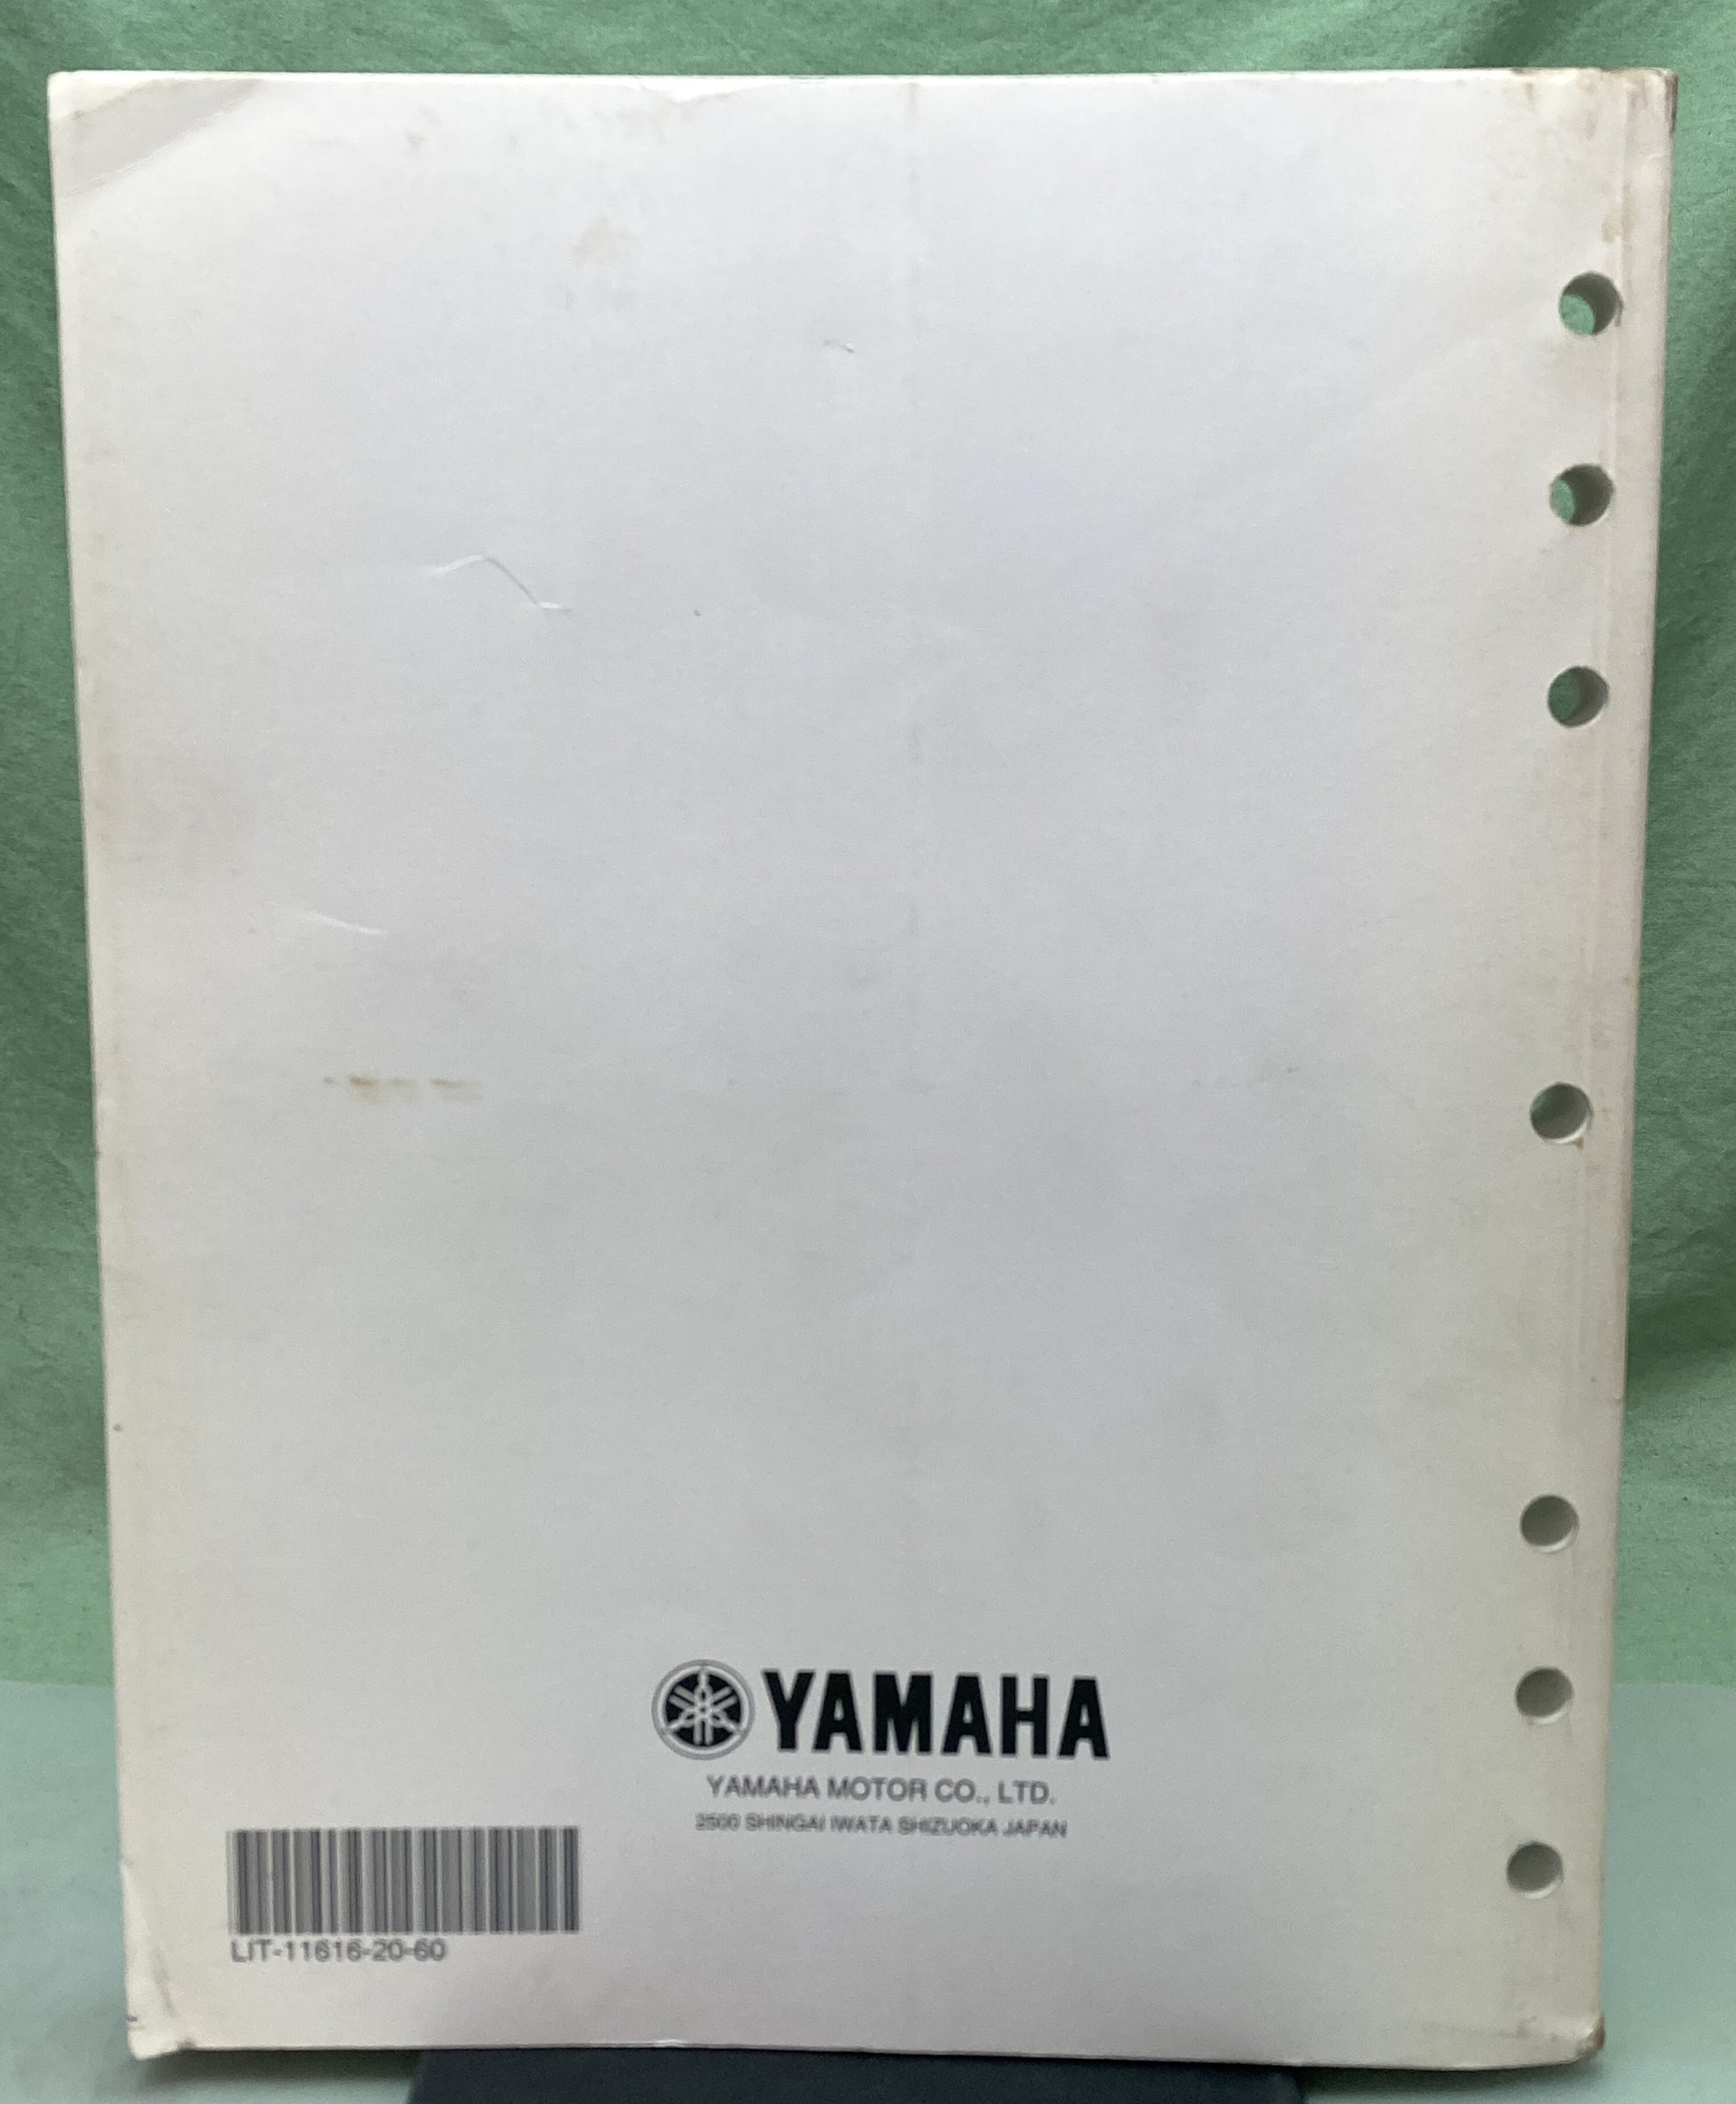 YAMAHA
YAMAHA MOTOR CO., LTD.
2500 SHINGAI IWATA SHIZUOKA JAPAN
LIT-11616-20-60